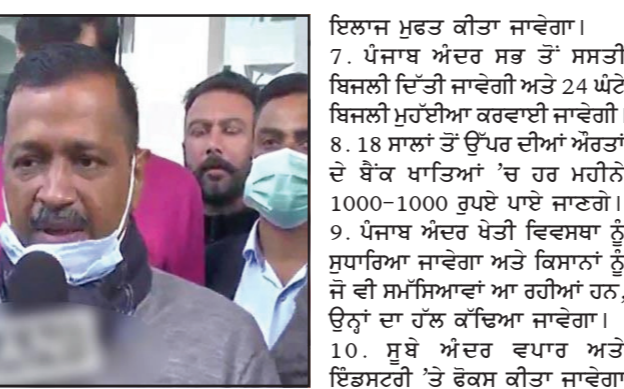 ਇਲਾਜ ਮੁਫਤ ਕੀਤਾ ਜਾਵੇਗਾ।
7. ਪੰਜਾਬ ਅੰਦਰ ਸਭ ਤੋਂ ਸਸਤੀ
ਬਿਜਲੀ ਦਿੱਤੀ ਜਾਵੇਗੀ ਅਤੇ 24 ਘੰਟੇ
ਬਿਜਲੀ ਮੁਹੱਈਆ ਕਰਵਾਈ ਜਾਵੇਗੀ।
8. 18 ਸਾਲਾਂ ਤੋਂ ਉੱਪਰ ਦੀਆਂ ਔਰਤਾਂ
ਦੇ ਬੈਂਕ ਖਾਤਿਆਂ ’ਚ ਹਰ ਮਹੀਨੇ
1000-1000 ਰੁਪਏ ਪਾਏ ਜਾਣਗੇ।
9. ਪੰਜਾਬ ਅੰਦਰ ਖੇਤੀ ਵਿਵਸਥਾ ਨੂੰ
ਸੁਧਾਰਿਆ ਜਾਵੇਗਾ ਅਤੇ ਕਿਸਾਨਾਂ ਨੂੰ
ਜੋ ਵੀ ਸਮੱਸਿਆਵਾਂ ਆ ਰਹੀਆਂ ਹਨ,
ਉਨ੍ਹਾਂ ਦਾ ਹੱਲ ਕੱਢਿਆ ਜਾਵੇਗਾ।
10. ਸੂਬੇ ਅੰਦਰ ਵਪਾਰ ਅਤੇ
ਇੰਡਸਟਰੀ ’ਤੇ ਫੋਕਸ ਕੀਤਾ ਜਾਵੇਗਾ